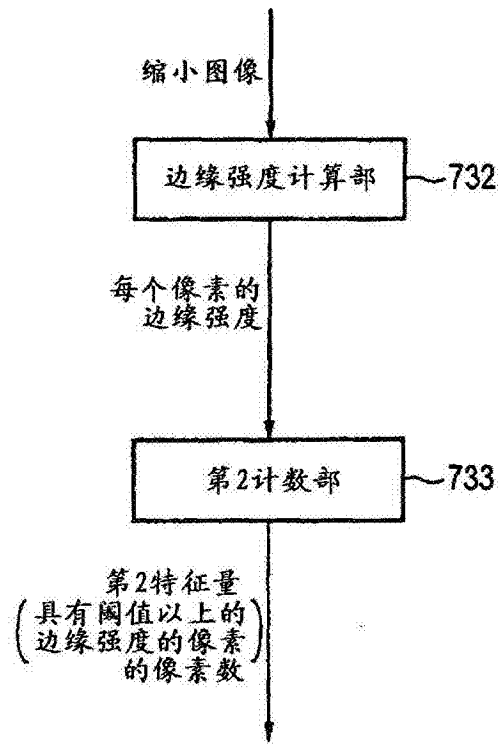 缩小图像
边缘强度计算部
732
每个像素的
边缘强度
第2计数部
733
第2特征量
(具有阈值以上的
边缘强度的像素)
的像素数